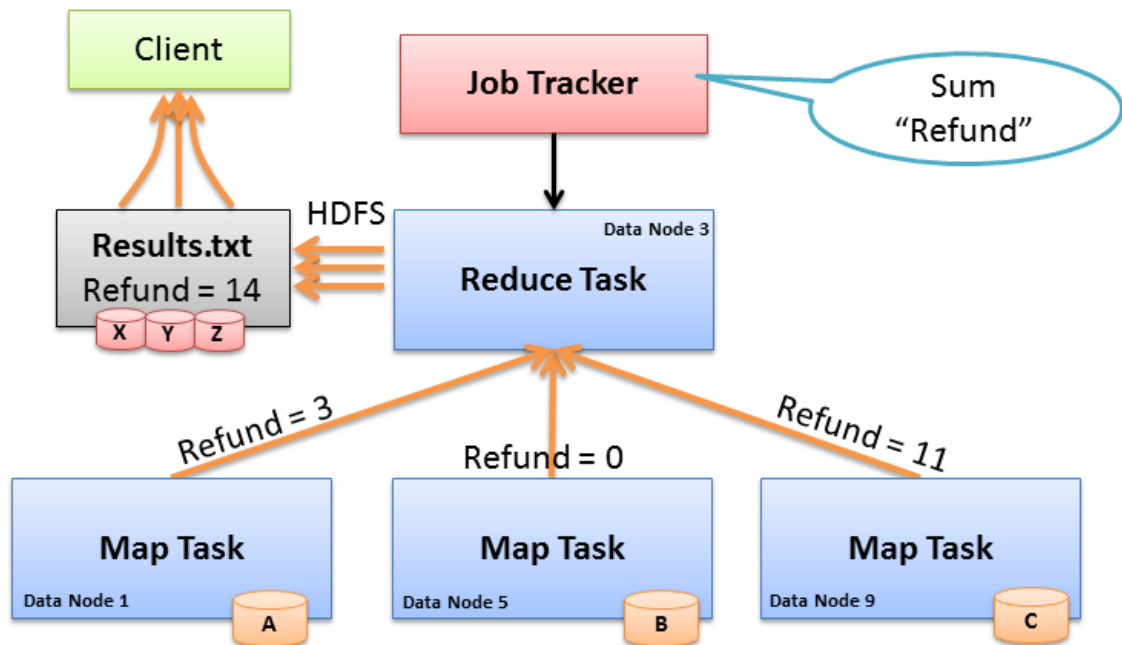 Client
Job Tracker
Sum
“Refund”
HDFS
Results.txt
Refund = 14
X
Y
Z
Data Node 3
Reduce Task
Refund = 3
Refund = 0
Refund = 11
Map Task
Data Node 1
A
Map Task
Data Node 5
B
Map Task
Data Node 9
C